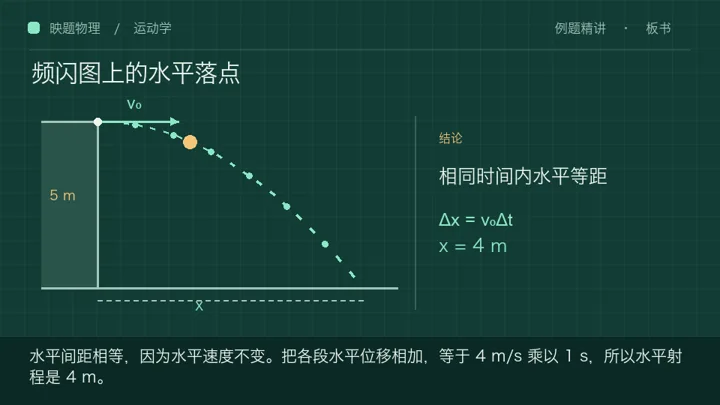 映题物理 / 运动学
例题精讲 · 板书
频闪图上的水平落点
v₀
5 m
x
结论
相同时间内水平等距
Δx = v₀Δt
x = 4 m
水平间距相等，因为水平速度不变。把各段水平位移相加，等于 4 m/s 乘以 1 s，所以水平射
程是 4 m。